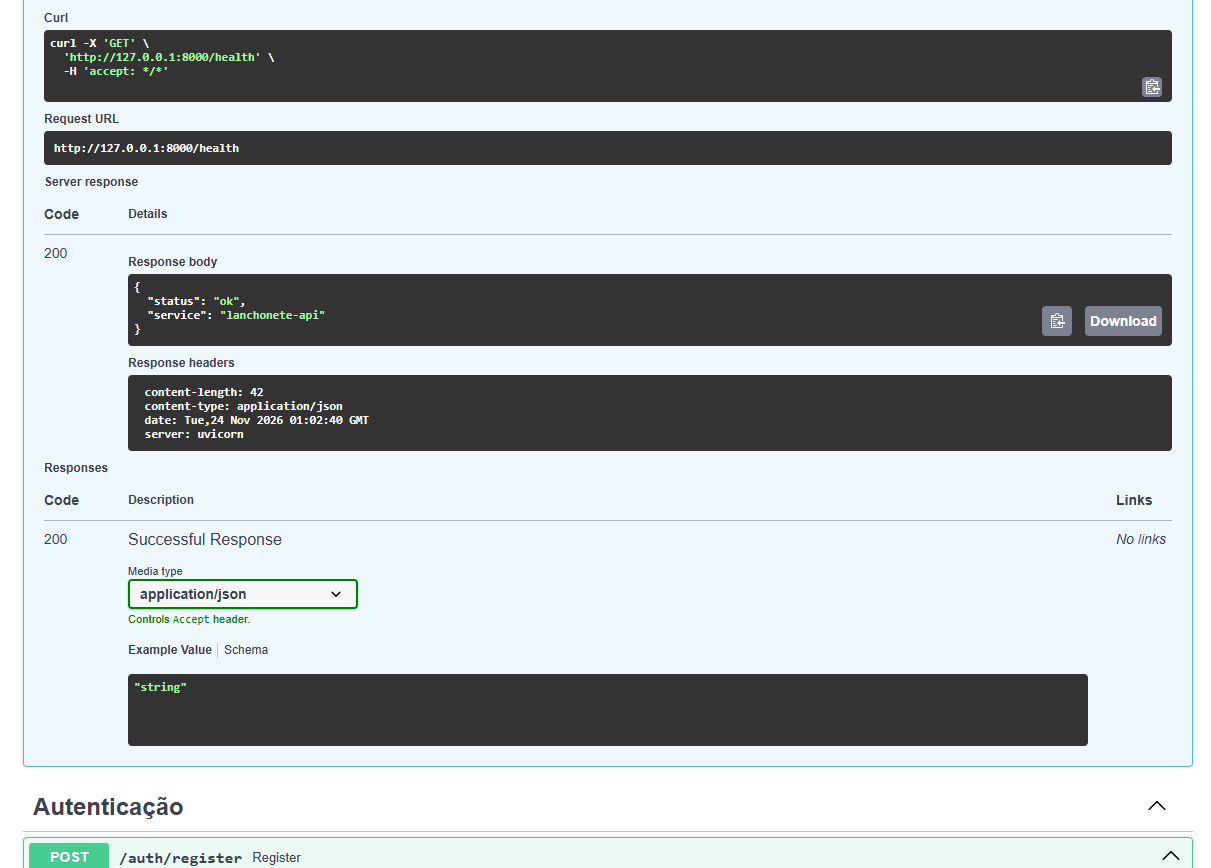 Curl
curl -X 'GET' \
'http://127.0.0.1:8000/health' \
-H 'accept: */*'
Request URL
http://127.0.0.1:8000/health
Server response
Code Details
200
Response body
{
"status": "ok",
"service": "lanchonete-api"
}
Download
Response headers
content-length: 42
content-type: application/json
date: Tue,24 Nov 2026 01:02:40 GMT
server: uvicorn
Responses
Code Description Links
200 Successful Response No links
Media type
application/json
Controls Accept header.
Example Value Schema
"string"
Autenticação
POST /auth/register Register